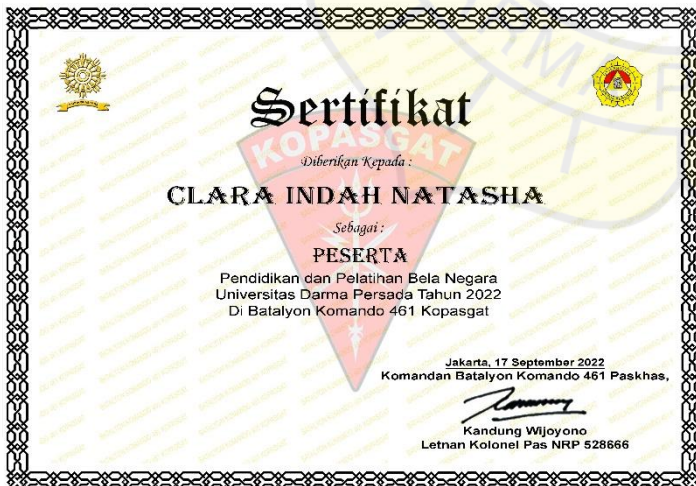 Sertifikat
KOPASGAT
Diberikan Kepada :
CLARA INDAH NATASHA
Sebagai :
PESERTA
Pendidikan dan Pelatihan Bela Negara
Universitas Darma Persada Tahun 2022
Di Batalyon Komando 461 Kopasgat
Jakarta, 17 September 2022
Komandan Batalyon Komando 461 Paskhas,
Kandung Wijoyono
Letnan Kolonel Pas NRP 528666